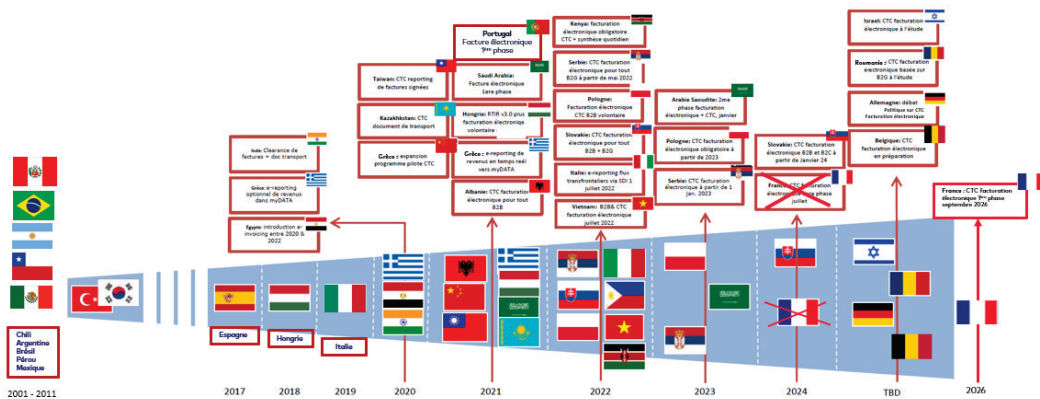 Portugal
Facture électronique
1ère phase
Kenya: facturation
électronique obligatoire
CTC + synthèse quotidien
Israel: CTC facturation
électronique à l'étude
Taiwan: CTC reporting
de factures signées
Saudi Arabia:
Facture électronique
1ere phase
Serbie: CTC facturation
électronique pour tout
B2G à partir de mai 2022
Roumanie : CTC facturation
electronique basée sur
B2G à l'étude
Kazakhstan: CTC
document de transport
Hongrie: RTIR v3.0 plus
facturation électronique
volontaire
Pologne:
Facturation électronique
CTC B2B volontaire
Arabie Saoudite: 2me
phase facturation
électronique + CTC, janvier
Allemagne: débat
Politique sur CTC
Facturation électronique
Inde: Clearance de
factures + doc transport
Grèce : expansion
programme pilote CTC
Grèce : e-reporting de
revenus en temps réel
vers myDATA
Slovakie: CTC facturation
électronique pour tout
B2B + B2G
Pologne: CTC facturation
électronique obligatoire à
partir de 2023
Slovakie: CTC facturation
électronique B2B et B2C à
partir de Janvier 24
Belgique: CTC
facturation électronique
en préparation
Grèce: e-reporting
optionnel de revenus
dans myDATA
Albanie: CTC facturation
électronique pour tout
B2B
Italie: e-reporting flux
transfrontaliers via SDI 1
juillet 2022
Serbie: CTC facturation
électronique à partir de 1
jan. 2023
France: CTC facturation
électronique 1ère phase
juillet
France : CTC facturation
électronique 1ère phase
septembre 2026
Egypte: Introduction e-
invoicing entre 2020 &
2022
Vietnam: B2B& CTC
facturation électronique
juillet 2022
Chili
Argentine
Brésil
Pérou
Mexique
Espagne
Hongrie
Italie
2001 - 2011
2017
2018
2019
2020
2021
2022
2023
2024
TBD
2026